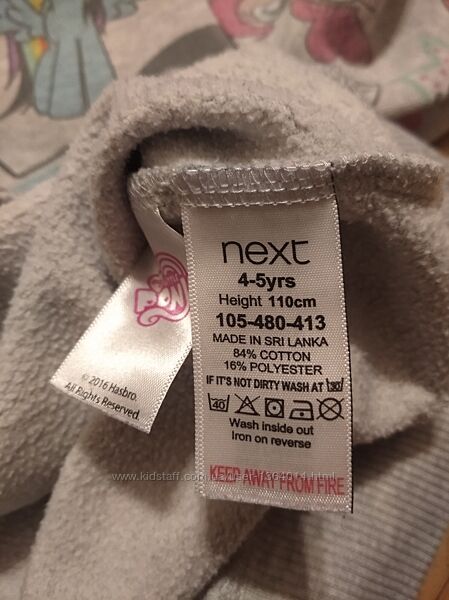 next
4-5yrs
Height 110cm
105-480-413
MADE IN SRI LANKA
84% COTTON
16% POLYESTER
IF IT'S NOT DIRTY WASH AT 30
40
Wash inside out
Iron on reverse
KEEP AWAY FROM FIRE
MY
PONY
© 2016 Hasbro.
All Rights Reserved.